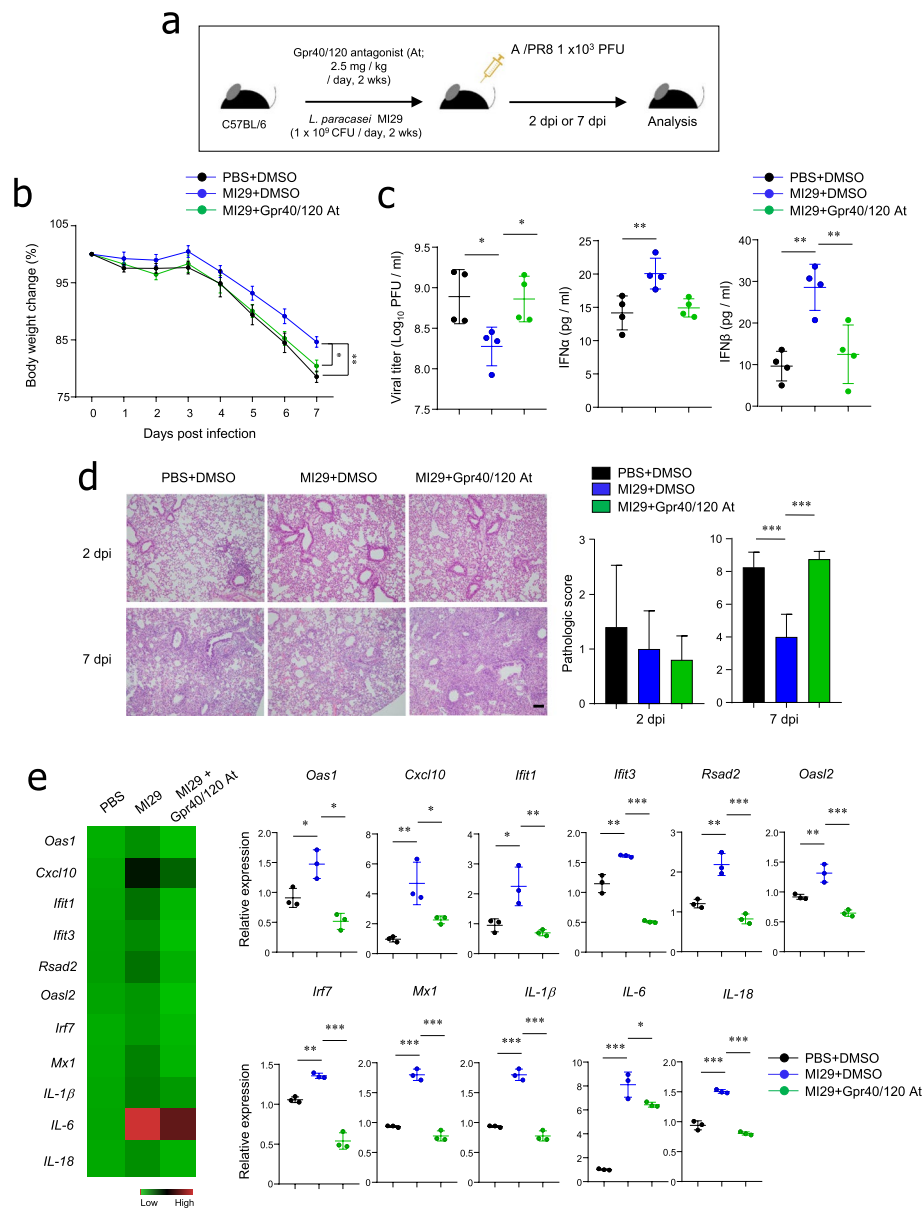 a
Gpr40/120 antagonist (At;
2.5 mg / kg
/ day, 2 wks)
A /PR8 1 x10³ PFU
C57BL/6
L. paracasei MI29
(1 x 10⁹ CFU / day, 2 wks)
2 dpi or 7 dpi
Analysis
b
PBS+DMSO
MI29+DMSO
MI29+Gpr40/120 At
Body weight change (%)
105
95
85
75
*
**
0 1 2 3 4 5 6 7
Days post infection
c
PBS+DMSO
MI29+DMSO
MI29+Gpr40/120 At
Viral titer (Log₁₀ PFU / ml)
9.5
9.0
8.5
8.0
7.5
* *
IFNα (pg / ml)
25
20
15
10
5
0
**
IFNβ (pg / ml)
40
30
20
10
0
** **
d
PBS+DMSO MI29+DMSO MI29+Gpr40/120 At
2 dpi
7 dpi
PBS+DMSO
MI29+DMSO
MI29+Gpr40/120 At
Pathologic score
3
2
1
0
2 dpi
10
8
6
4
2
0
*** ***
7 dpi
e
PBS
MI29
MI29 +
Gpr40/120 At
Oas1
Cxcl10
Ifit1
Ifit3
Rsad2
Oasl2
Irf7
Mx1
IL-1β
IL-6
IL-18
Low High
Relative expression
Oas1
* *
2.0
1.5
1.0
0.5
0
Cxcl10
** *
8
6
4
2
0
Ifit1
* **
4
3
2
1
0
Ifit3
** ***
2.0
1.5
1.0
0.5
0
Rsad2
** ***
3
2
1
0
Oasl2
** ***
2.0
1.5
1.0
0.5
0
Relative expression
Irf7
** ***
1.5
1.0
0.5
0
Mx1
*** ***
2.0
1.5
1.0
0.5
0
IL-1β
*** ***
2.0
1.5
1.0
0.5
0
IL-6
*** *
10
8
6
4
2
0
IL-18
*** ***
2.0
1.5
1.0
0.5
0
PBS+DMSO
MI29+DMSO
MI29+Gpr40/120 At